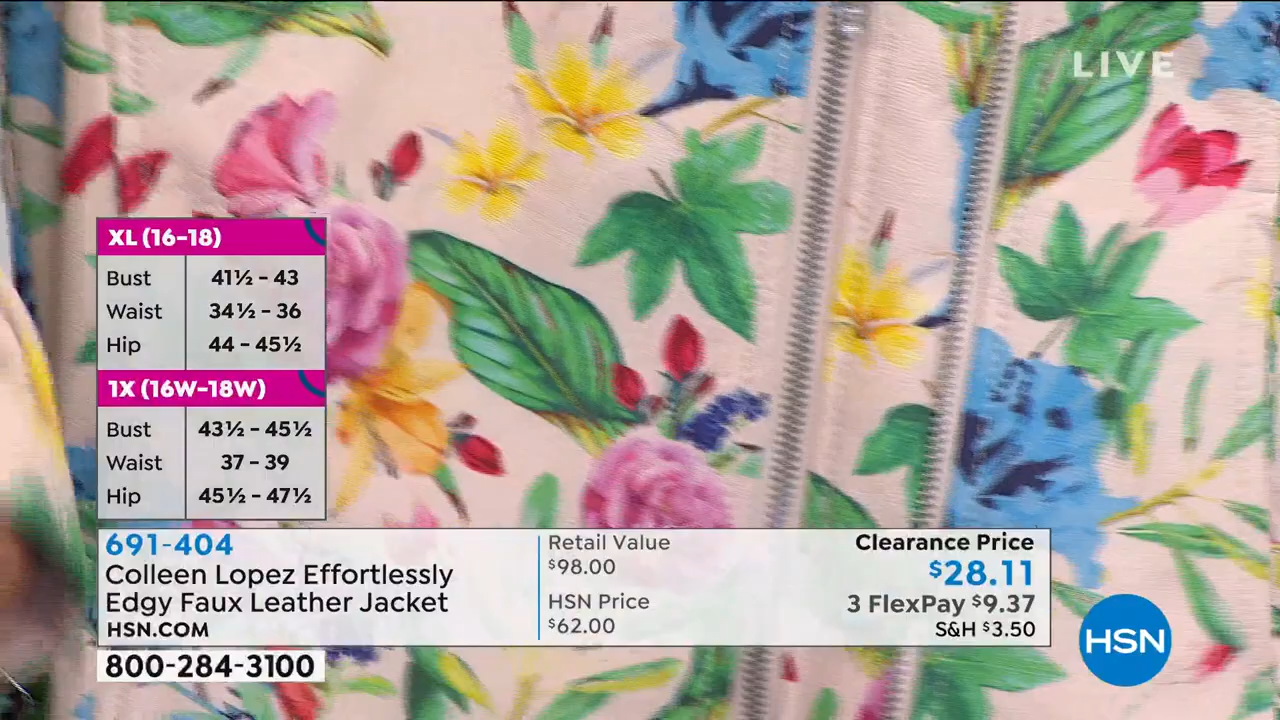 LIVE
XL (16-18)
Bust 41½ - 43
Waist 34½ - 36
Hip 44 - 45½
1X (16W-18W)
Bust 43½ - 45½
Waist 37 - 39
Hip 45½ - 47½
691-404
Colleen Lopez Effortlessly
Edgy Faux Leather Jacket
HSN.COM
Retail Value
$98.00
HSN Price
$62.00
Clearance Price
$28.11
3 FlexPay $9.37
S&H $3.50
HSN
800-284-3100